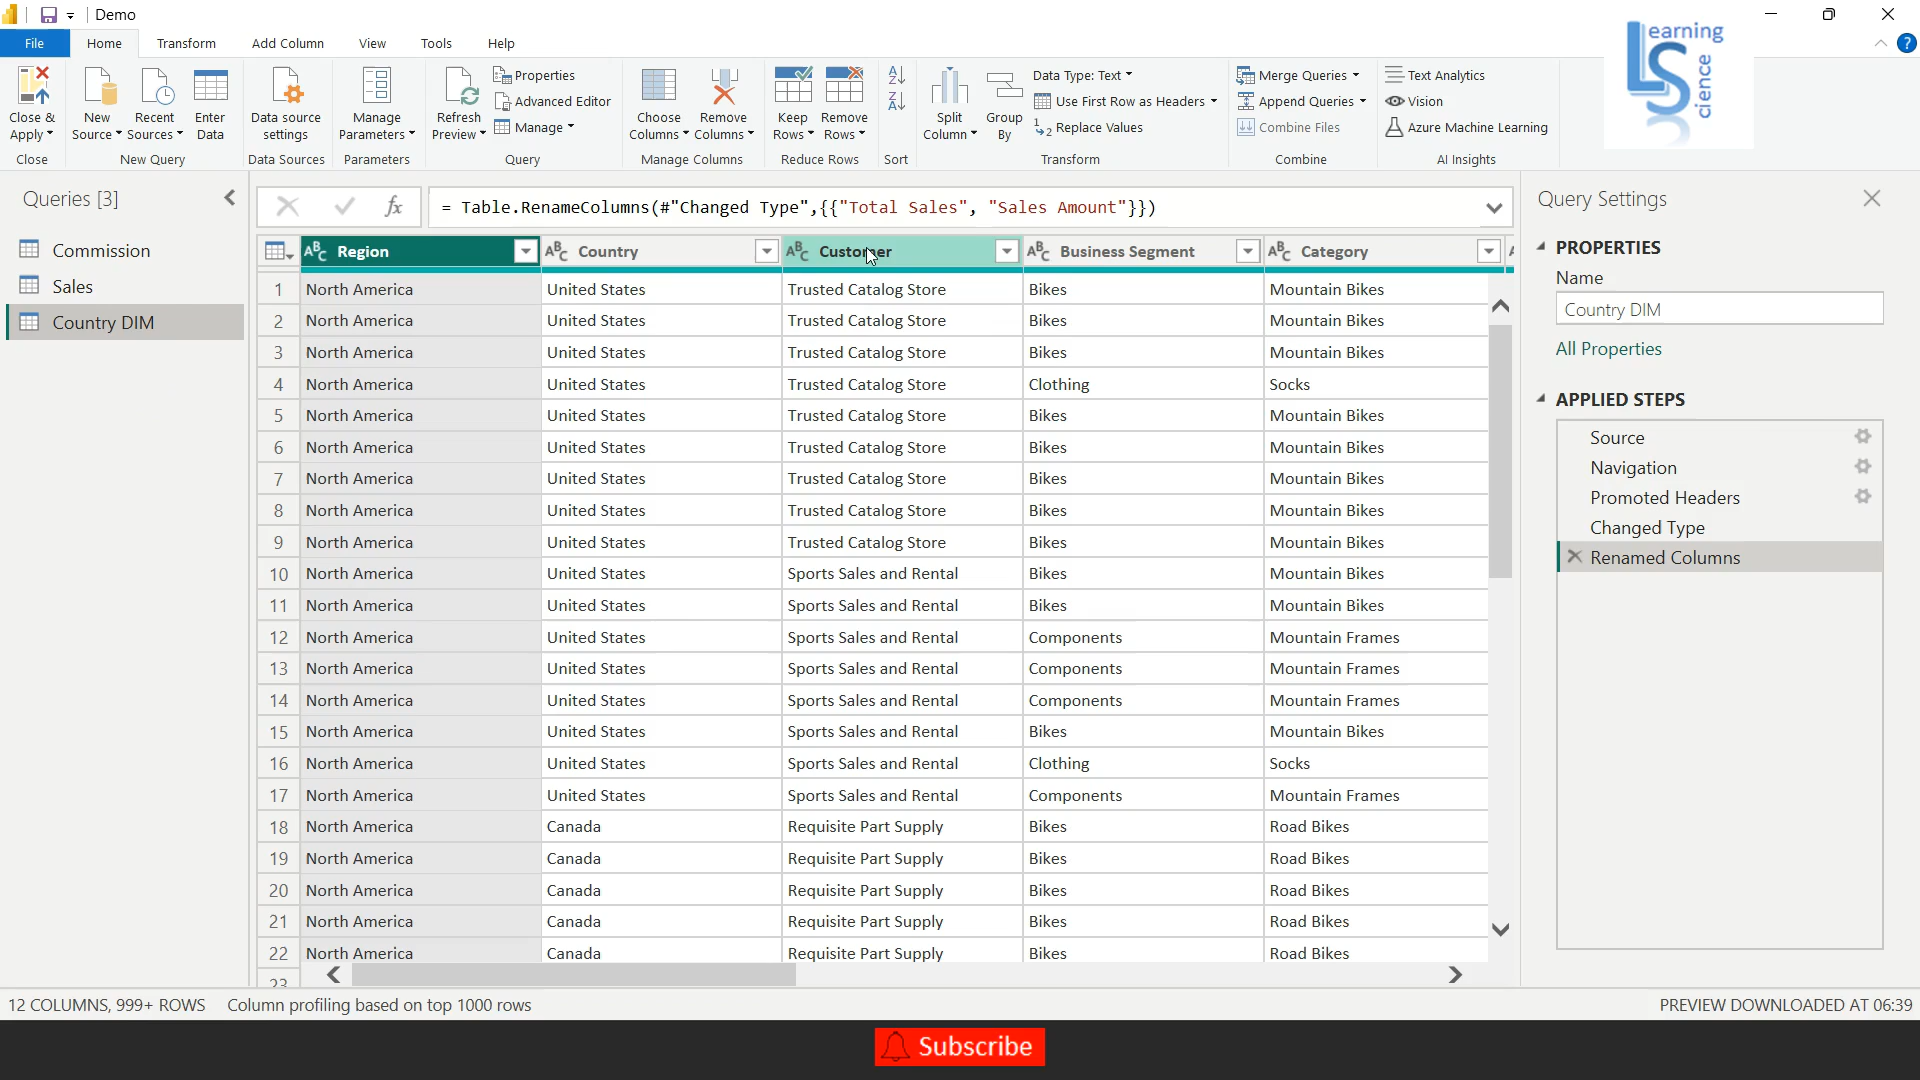 Demo
File Home Transform Add Column View Tools Help
Close & Apply
Close
New Source
Recent Sources
Enter Data
New Query
Data source settings
Data Sources
Manage Parameters
Parameters
Refresh Preview
Properties
Advanced Editor
Manage
Query
Choose Columns
Remove Columns
Manage Columns
Keep Rows
Remove Rows
Reduce Rows
Sort
Split Column
Group By
Data Type: Text
Use First Row as Headers
Replace Values
Transform
Merge Queries
Append Queries
Combine Files
Combine
Text Analytics
Vision
Azure Machine Learning
AI Insights
Learning
Science
Queries [3]
Commission
Sales
Country DIM
fx = Table.RenameColumns(#"Changed Type",{{"Total Sales", "Sales Amount"}})
Region Country Customer Business Segment Category
1 North America United States Trusted Catalog Store Bikes Mountain Bikes
2 North America United States Trusted Catalog Store Bikes Mountain Bikes
3 North America United States Trusted Catalog Store Bikes Mountain Bikes
4 North America United States Trusted Catalog Store Clothing Socks
5 North America United States Trusted Catalog Store Bikes Mountain Bikes
6 North America United States Trusted Catalog Store Bikes Mountain Bikes
7 North America United States Trusted Catalog Store Bikes Mountain Bikes
8 North America United States Trusted Catalog Store Bikes Mountain Bikes
9 North America United States Trusted Catalog Store Bikes Mountain Bikes
10 North America United States Sports Sales and Rental Bikes Mountain Bikes
11 North America United States Sports Sales and Rental Bikes Mountain Bikes
12 North America United States Sports Sales and Rental Components Mountain Frames
13 North America United States Sports Sales and Rental Components Mountain Frames
14 North America United States Sports Sales and Rental Components Mountain Frames
15 North America United States Sports Sales and Rental Bikes Mountain Bikes
16 North America United States Sports Sales and Rental Clothing Socks
17 North America United States Sports Sales and Rental Components Mountain Frames
18 North America Canada Requisite Part Supply Bikes Road Bikes
19 North America Canada Requisite Part Supply Bikes Road Bikes
20 North America Canada Requisite Part Supply Bikes Road Bikes
21 North America Canada Requisite Part Supply Bikes Road Bikes
22 North America Canada Requisite Part Supply Bikes Road Bikes
23
Query Settings
PROPERTIES
Name
Country DIM
All Properties
APPLIED STEPS
Source
Navigation
Promoted Headers
Changed Type
Renamed Columns
12 COLUMNS, 999+ ROWS Column profiling based on top 1000 rows PREVIEW DOWNLOADED AT 06:39
Subscribe